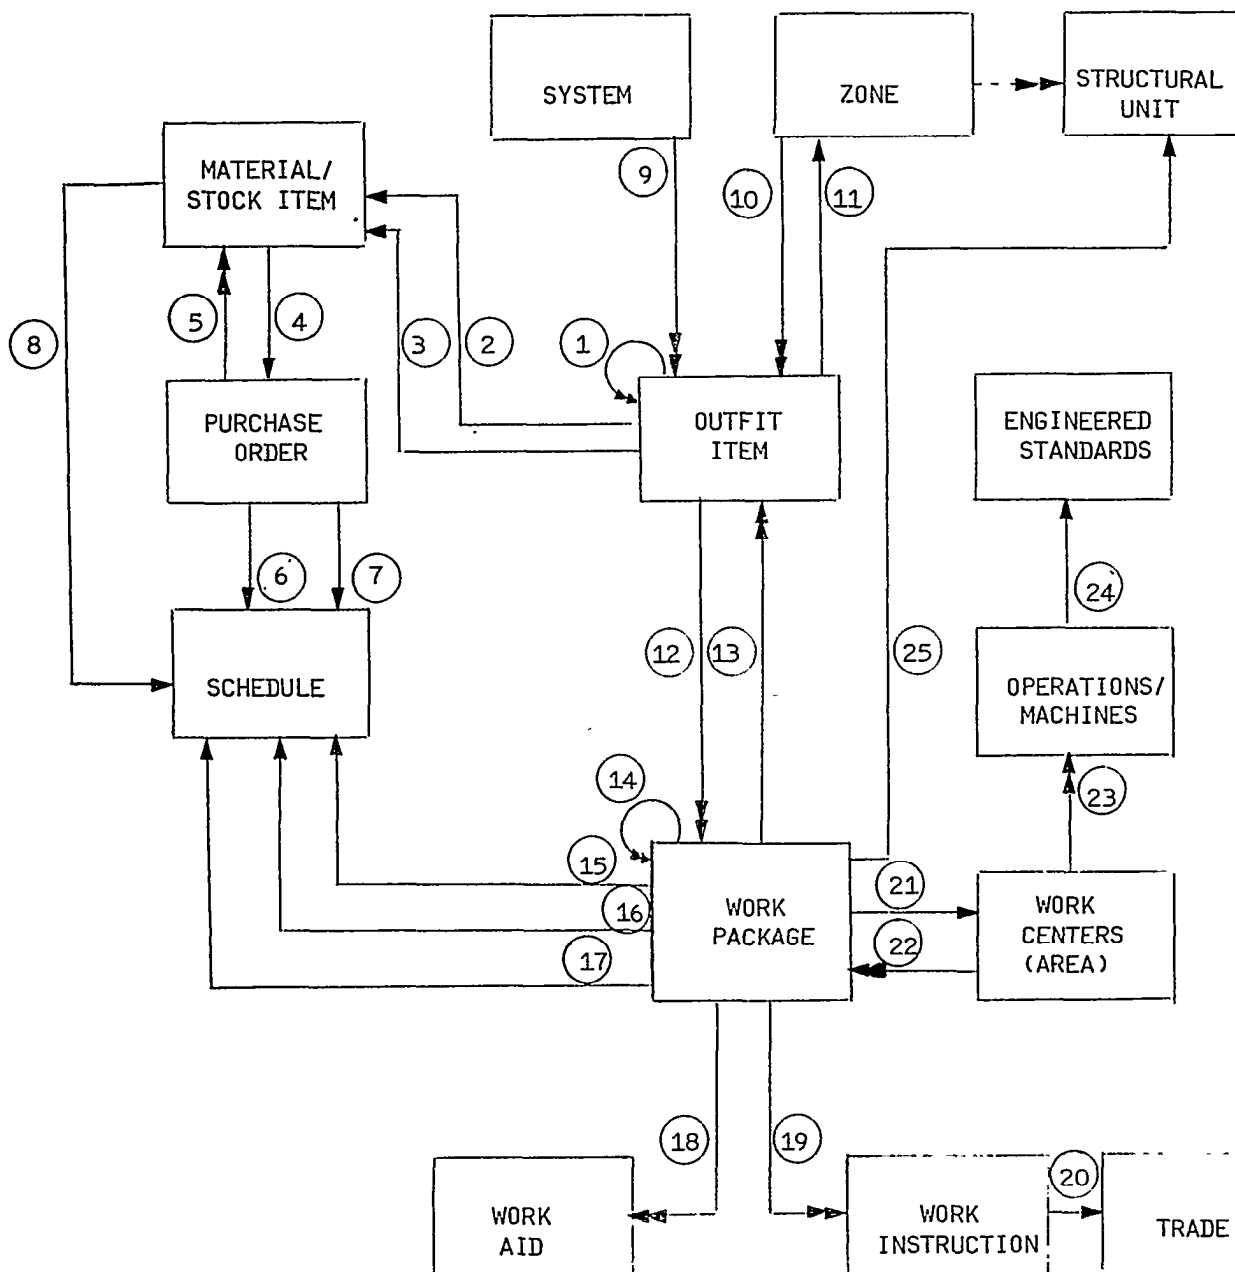 SYSTEM
ZONE
STRUCTURAL
UNIT
MATERIAL/
STOCK ITEM
9
10
11
8
5
4
3
2
1
PURCHASE
ORDER
OUTFIT
ITEM
ENGINEERED
STANDARDS
6
7
24
12
13
25
SCHEDULE
OPERATIONS/
MACHINES
14
23
15
16
17
21
22
WORK
PACKAGE
WORK
CENTERS
(AREA)
18
19
20
WORK
AID
WORK
INSTRUCTION
TRADE